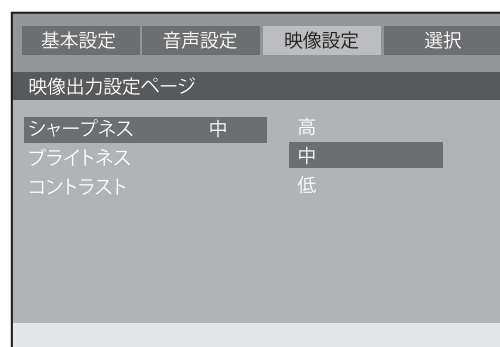 基本設定 音声設定 映像設定 選択
映像出力設定ページ
シャープネス 中 高
ブライトネス 中
コントラスト 低